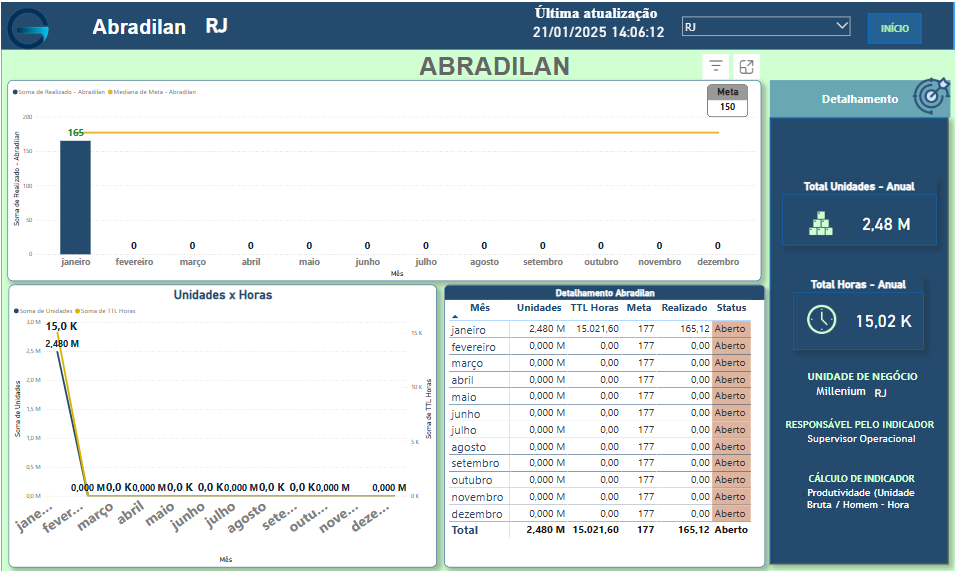 Abradilan RJ
Última atualização
21/01/2025 14:06:12
RJ
INÍCIO
ABRADILAN
Soma de Realizado - Abradilan Mediana de Meta - Abradilan
Meta
150
Soma de Realizado - Abradilan
200
150
100
50
0
165
0 0 0 0 0 0 0 0 0 0 0
janeiro fevereiro março abril maio junho julho agosto setembro outubro novembro dezembro
Mês
Unidades x Horas
Soma de Unidades Soma de TTL Horas
Soma de Unidades
3,0 M
2,5 M
2,0 M
1,5 M
1,0 M
0,5 M
0,0 M
15,0 K
2,480 M
0,000 M 0,0 K 0,000 M 0,0 K 0,000 M 0,0 K 0,0 K 0,000 M 0,000 M
15 K
10 K
5 K
0 K
Soma de TTL Horas
jane... fever... março abril maio junho julho agosto sete... outu... nove... deze...
Mês
Detalhamento Abradilan
Mês Unidades TTL Horas Meta Realizado Status
janeiro 2,480 M 15.021,60 177 165,12 Aberto
fevereiro 0,000 M 0,00 177 0,00 Aberto
março 0,000 M 0,00 177 0,00 Aberto
abril 0,000 M 0,00 177 0,00 Aberto
maio 0,000 M 0,00 177 0,00 Aberto
junho 0,000 M 0,00 177 0,00 Aberto
julho 0,000 M 0,00 177 0,00 Aberto
agosto 0,000 M 0,00 177 0,00 Aberto
setembro 0,000 M 0,00 177 0,00 Aberto
outubro 0,000 M 0,00 177 0,00 Aberto
novembro 0,000 M 0,00 177 0,00 Aberto
dezembro 0,000 M 0,00 177 0,00 Aberto
Total 2,480 M 15.021,60 177 165,12 Aberto
Detalhamento
Total Unidades - Anual
2,48 M
Total Horas - Anual
15,02 K
UNIDADE DE NEGÓCIO
Millenium RJ
RESPONSÁVEL PELO INDICADOR
Supervisor Operacional
CÁLCULO DE INDICADOR
Produtividade (Unidade
Bruta / Homem - Hora